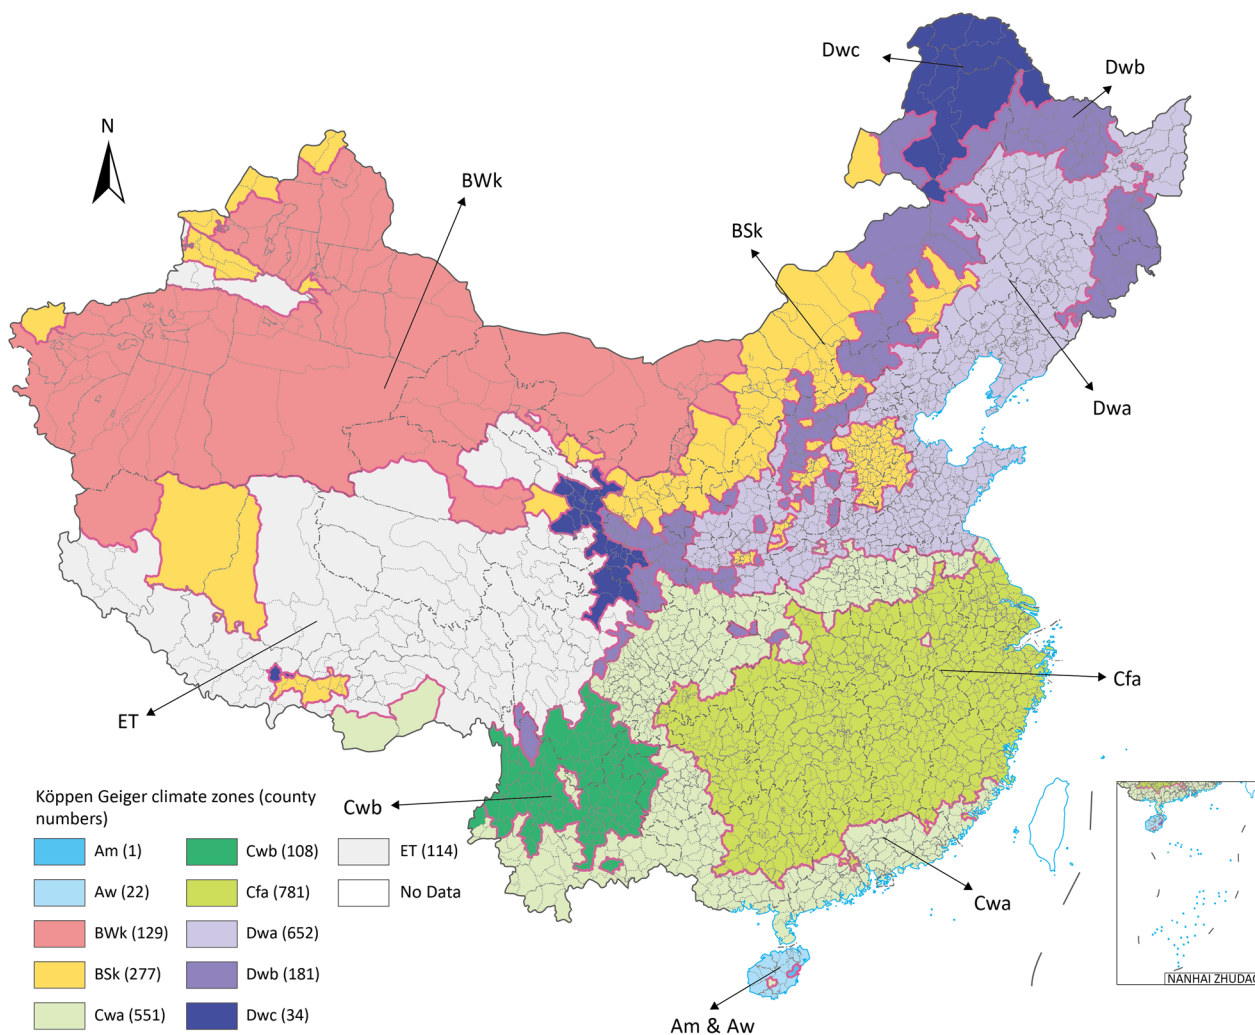 Dwc
Dwb
N
BWk
BSk
Dwa
Cfa
ET
Köppen Geiger climate zones (county
numbers)
Cwb
Am (1)
Cwb (108)
ET (114)
Aw (22)
Cfa (781)
No Data
BWk (129)
Dwa (652)
Cwa
BSk (277)
Dwb (181)
NANHAI ZHUDAO
Cwa (551)
Dwc (34)
Am & Aw